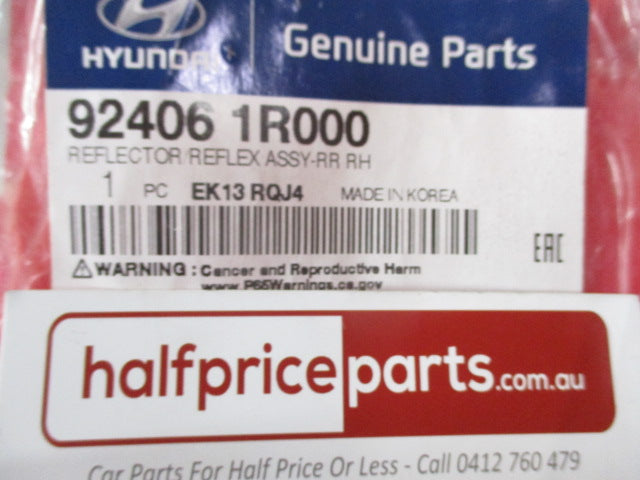 HYUNDAI
Genuine Parts
92406 1R000
REFLECTOR/REFLEX ASSY-RR RH
1 PC EK13 RQJ4 MADE IN KOREA
EAC
⚠WARNING : Cancer and Reproductive Harm
www.P65Warnings.ca.gov
halfpriceparts.com.au
Car Parts For Half Price Or Less - Call 0412 760 479